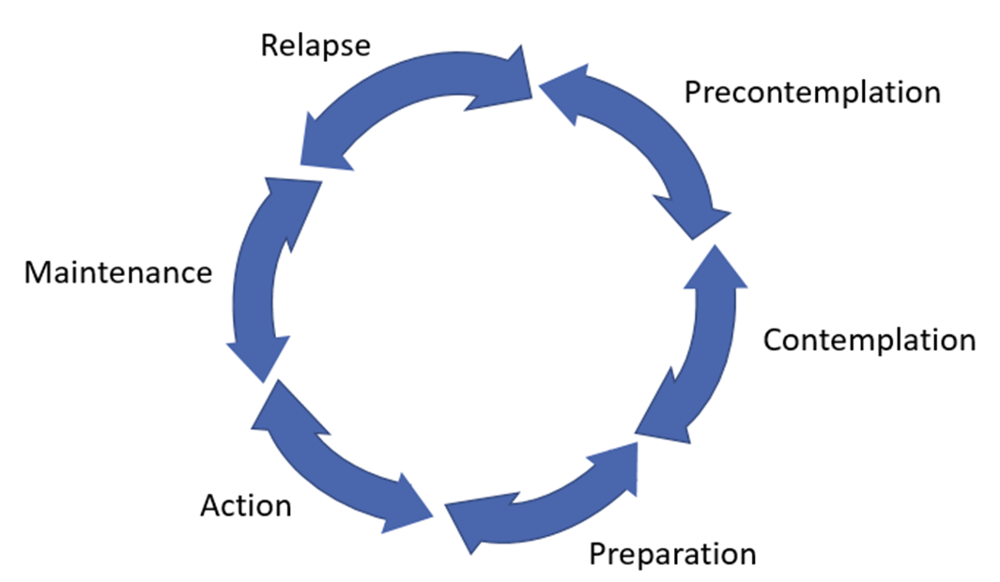 Relapse
Precontemplation
Maintenance
Contemplation
Action
Preparation